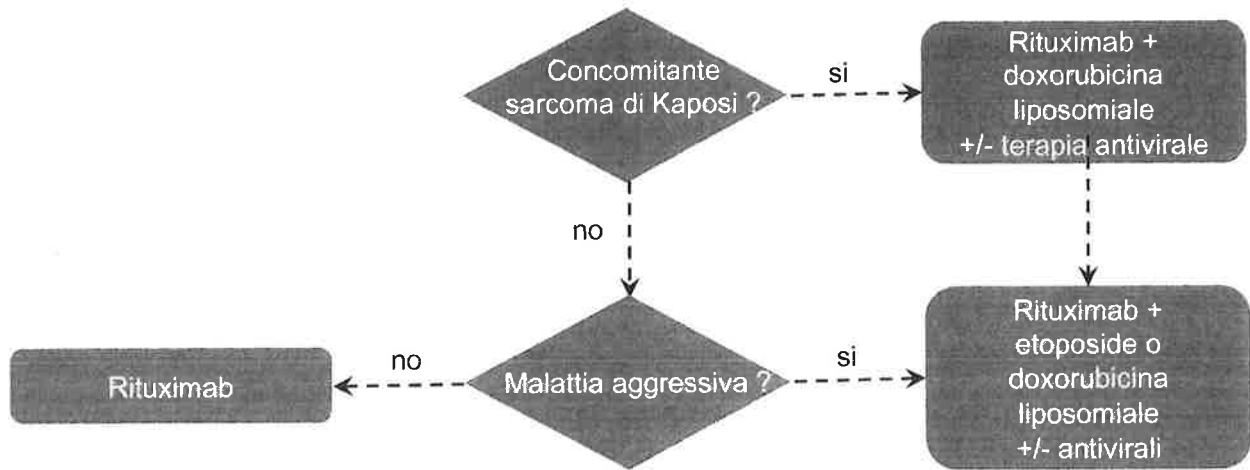 Concomitante
sarcoma di Kaposi ?
si
Rituximab +
doxorubicina
liposomiale
+/- terapia antivirale
no
Malattia aggressiva ?
no
Rituximab
si
Rituximab +
etoposide o
doxorubicina
liposomiale
+/- antivirali